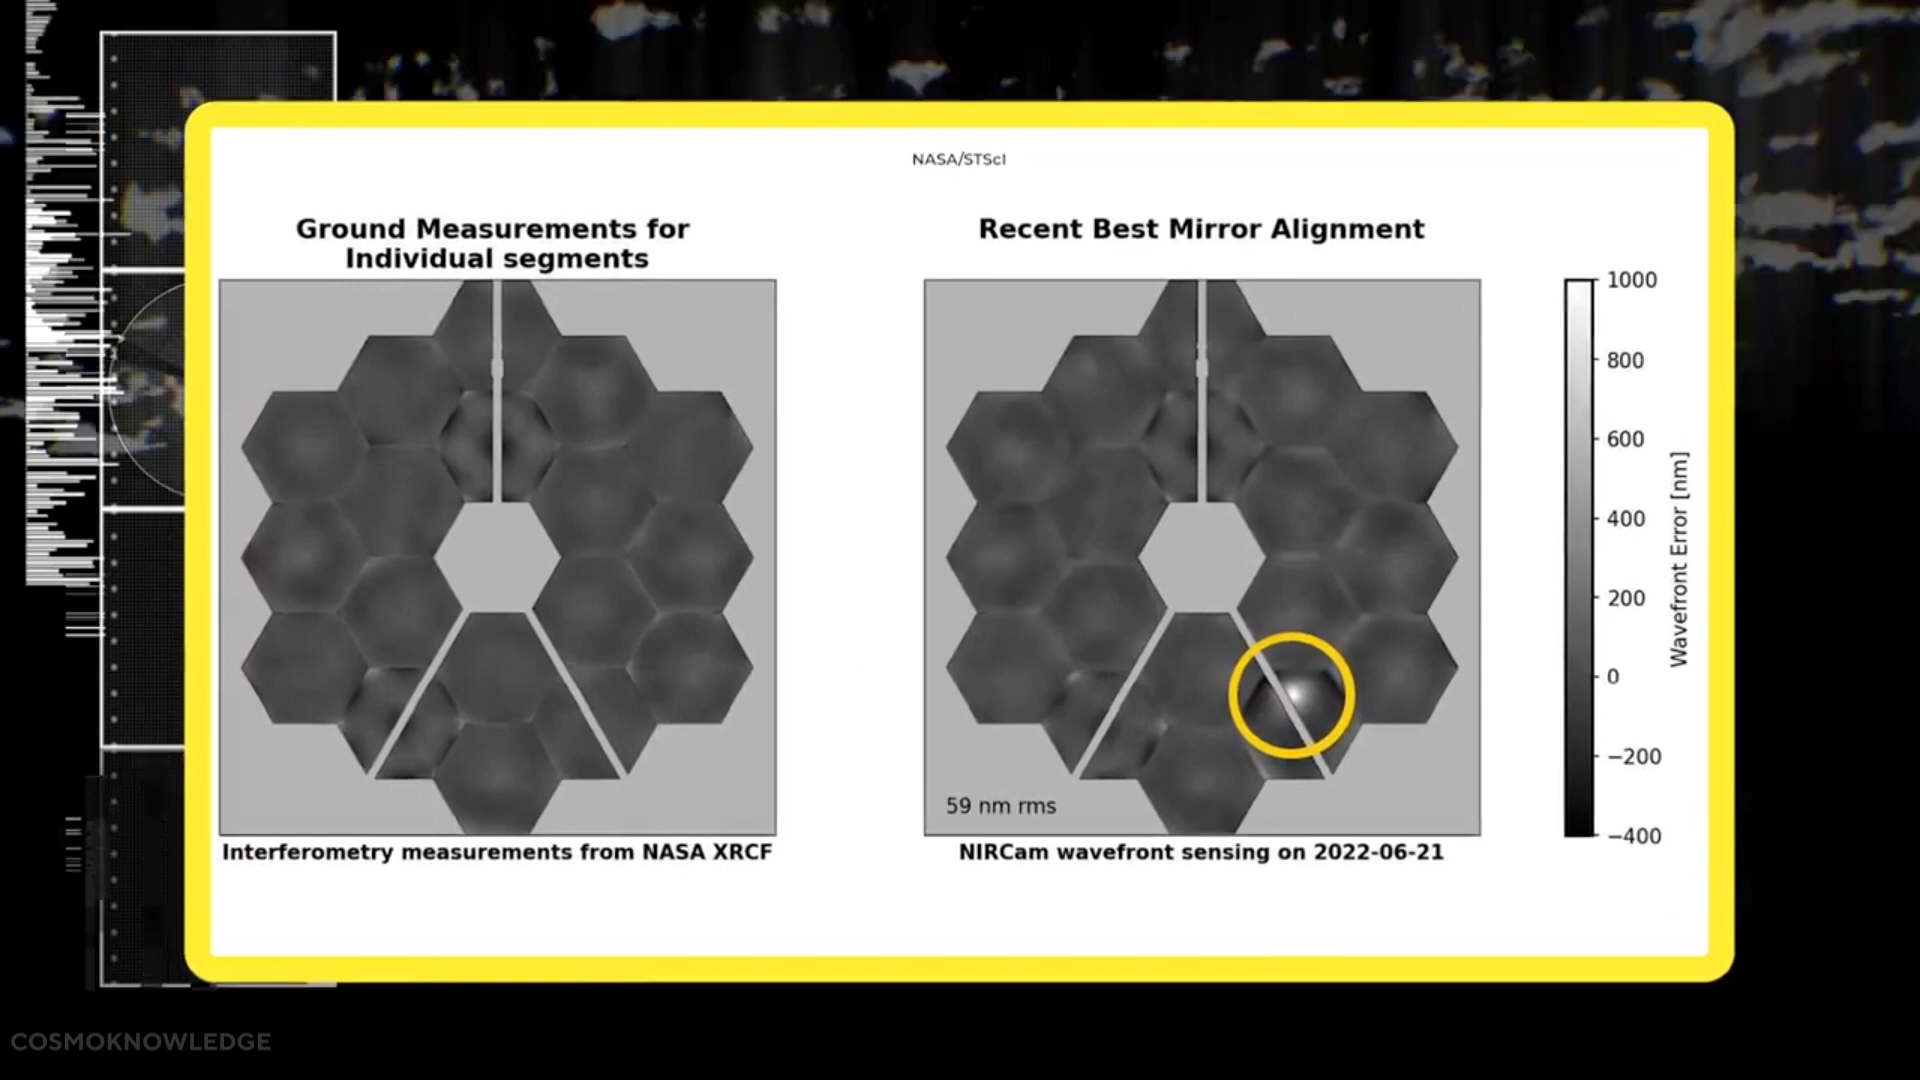 NASA/STScI
Ground Measurements for
Individual segments
Recent Best Mirror Alignment
1000
800
600
400
200
0
−200
−400
Wavefront Error [nm]
59 nm rms
Interferometry measurements from NASA XRCF
NIRCam wavefront sensing on 2022-06-21
COSMOKNOWLEDGE